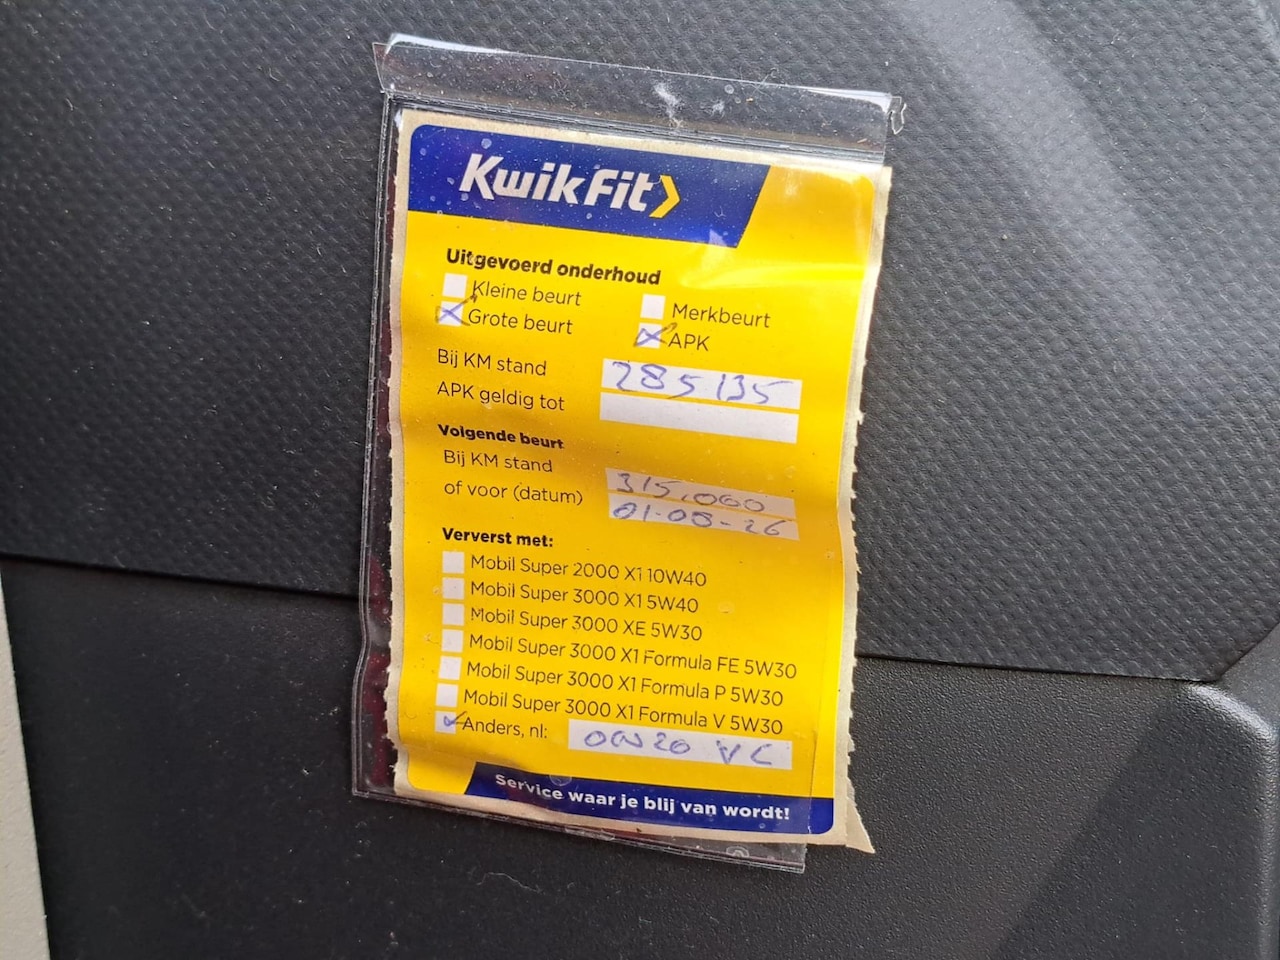 KwikFit
Uitgevoerd onderhoud
Kleine beurt
Merkbeurt
Grote beurt
APK
Bij KM stand 285135
APK geldig tot
Volgende beurt
Bij KM stand 315.000
of voor (datum) 01-08-26
Ververst met:
Mobil Super 2000 X1 10W40
Mobil Super 3000 X1 5W40
Mobil Super 3000 XE 5W30
Mobil Super 3000 X1 Formula FE 5W30
Mobil Super 3000 X1 Formula P 5W30
Mobil Super 3000 X1 Formula V 5W30
Anders, nl: 0W20 VC
Service waar je blij van wordt!